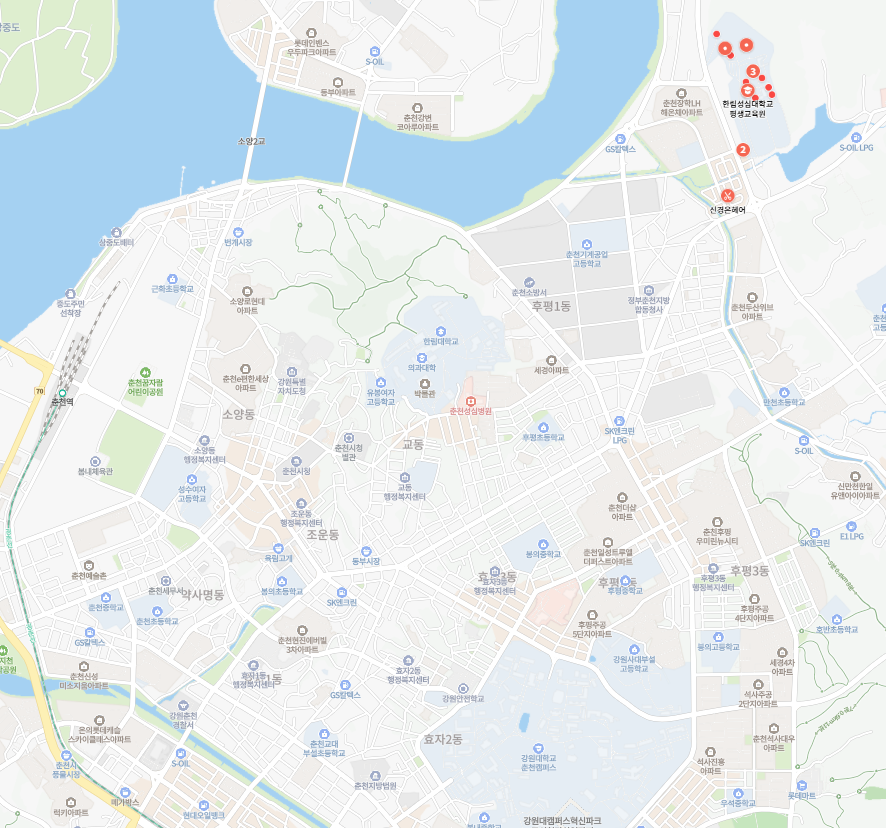 롯데인벤스
우두파크아파트
S-OIL
동부아파트
춘천강변
코아루아파트
소양2교
춘천장학LH
해온채아파트
3
한림성심대학교
평생교육원
GS칼텍스
2
S-OIL LPG
신경은헤어
번개시장
춘천기계공업
고등학교
중도주변
선착장
근화초등학교
소양로현대
아파트
춘천소방서
후평1동
정부춘천지방
합동청사
춘천두산위브
아파트
한림대학교
의과대학
70
춘천역
춘천꿈자람
어린이공원
춘천e편한세상
아파트
강원특별
자치도청
유봉여자
고등학교
박물관
세경아파트
춘천성심병원
만천초등학교
소양동
교동
소양동
행정복지센터
춘천시청
별관
후평초등학교
SK엔크린
LPG
S-OIL
봄내체육관
춘천시청
성수여자
고등학교
교동
행정복지센터
신만천한일
유앤아이아파트
조운동
행정복지센터
조운동
춘천더샵
아파트
춘천후평
우미린뉴시티
SK엔크린
E1 LPG
육림고개
동부시장
봉의중학교
춘천일성트루엘
더퍼스트아파트
춘천예술촌
춘천세무서
약사명동
봉의초등학교
SK엔크린
행정복지센터
후평중학교
후평3동
행정복지센터
후평3동
춘천중학교
춘천초등학교
GS칼텍스
후평주공
5단지아파트
후평주공
4단지아파트
호반초등학교
춘천현진에버빌
3차아파트
봉의고등학교
춘천신성
미소지움아파트
행정복지센터
효자2동
행정복지센터
강원사대부설
고등학교
세경4차
아파트
강원춘천
경찰서
GS칼텍스
강원안전학교
석사주공
2단지아파트
온의롯데캐슬
스카이클래스아파트
춘천교대
부설초등학교
효자2동
강원대학교
춘천캠퍼스
춘천석사대우
아파트
춘천시
풍물시장
S-OIL
춘천지방법원
석사진흥
아파트
럭키아파트
메가박스
현대오일뱅크
강원대캠퍼스혁신파크
우석중학교
롯데마트